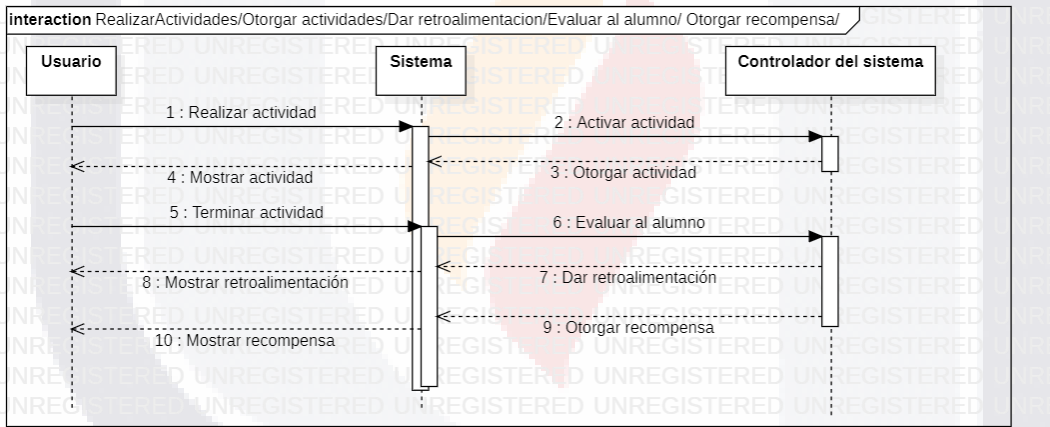 interaction RealizarActividades/Otorgar actividades/Dar retroalimentacion/Evaluar al alumno/ Otorgar recompensa/
Usuario
Sistema
Controlador del sistema
1 : Realizar actividad
2 : Activar actividad
3 : Otorgar actividad
4 : Mostrar actividad
5 : Terminar actividad
6 : Evaluar al alumno
7 : Dar retroalimentación
8 : Mostrar retroalimentación
9 : Otorgar recompensa
10 : Mostrar recompensa
UNREGISTERED